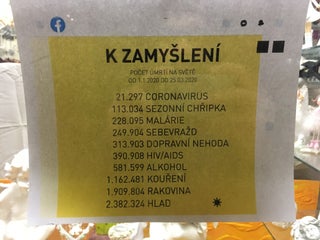 K ZAMYŠLENÍ
POČET ÚMRTÍ NA SVĚTĚ
OD 1.1.2020 DO 25.03.2020
21.297 CORONAVIRUS
113.034 SEZONNÍ CHŘIPKA
228.095 MALÁRIE
249.904 SEBEVRAŽD
313.903 DOPRAVNÍ NEHODA
390.908 HIV/AIDS
581.599 ALKOHOL
1.162.481 KOUŘENÍ
1.909.804 RAKOVINA
2.382.324 HLAD